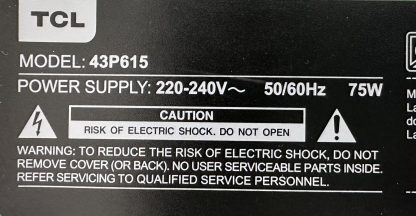 TCL
MODEL: 43P615
POWER SUPPLY: 220-240V～ 50/60Hz 75W
CAUTION
RISK OF ELECTRIC SHOCK. DO NOT OPEN
WARNING: TO REDUCE THE RISK OF ELECTRIC SHOCK, DO NOT
REMOVE COVER (OR BACK). NO USER SERVICEABLE PARTS INSIDE.
REFER SERVICING TO QUALIFIED SERVICE PERSONNEL.